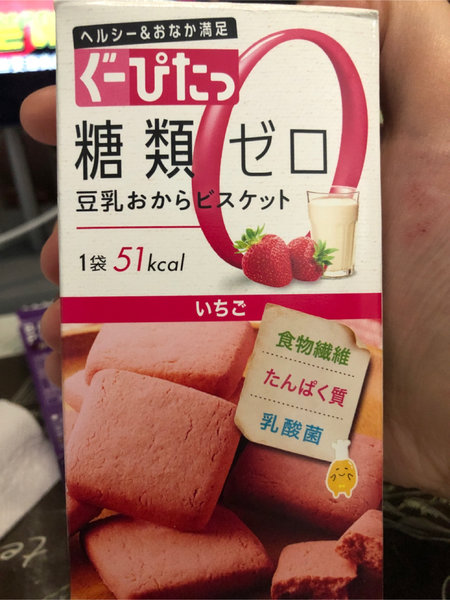 ヘルシー&おなか満足
ぐーぴたっ
糖類0ゼロ
豆乳おからビスケット
1袋 51kcal
いちご
食物繊維
たんぱく質
乳酸菌